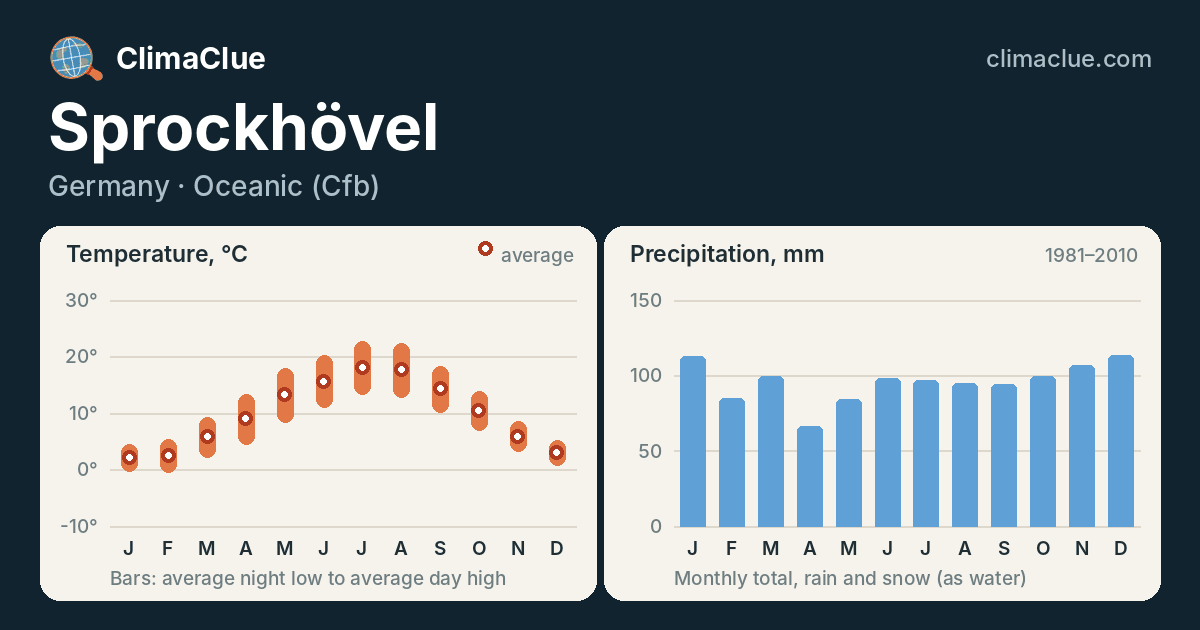 ClimaClue
climaclue.com
Sprockhövel
Germany · Oceanic (Cfb)
Temperature, °C
average
30°
20°
10°
0°
-10°
J F M A M J J A S O N D
Bars: average night low to average day high
Precipitation, mm
1981–2010
150
100
50
0
J F M A M J J A S O N D
Monthly total, rain and snow (as water)